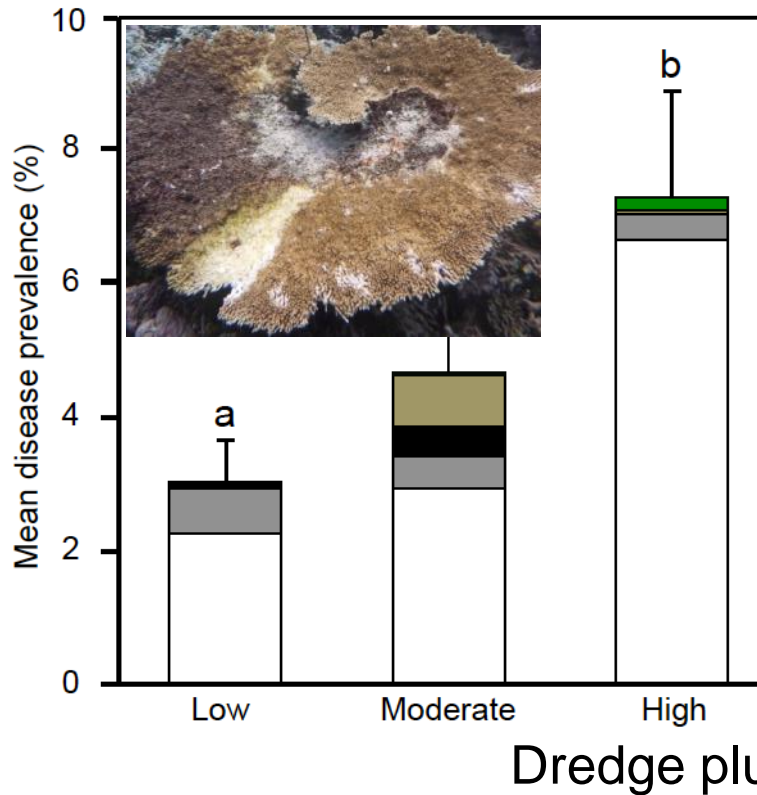 Mean disease prevalence (%)
10
8
6
4
2
0
a
b
Low
Moderate
High
Dredge plu